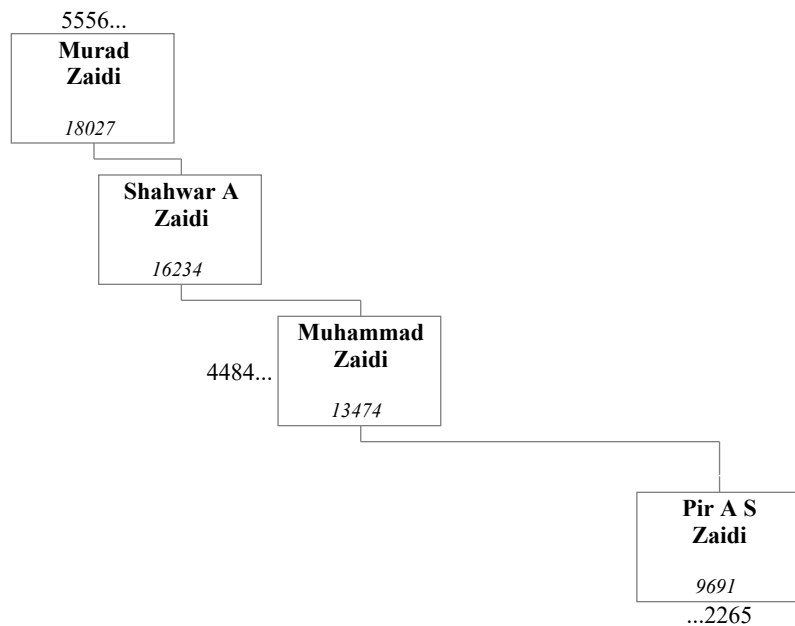 5556...
Murad
Zaidi
18027
Shahwar A
Zaidi
16234
Muhammad
Zaidi
4484...
13474
Pir A S
Zaidi
9691
...2265